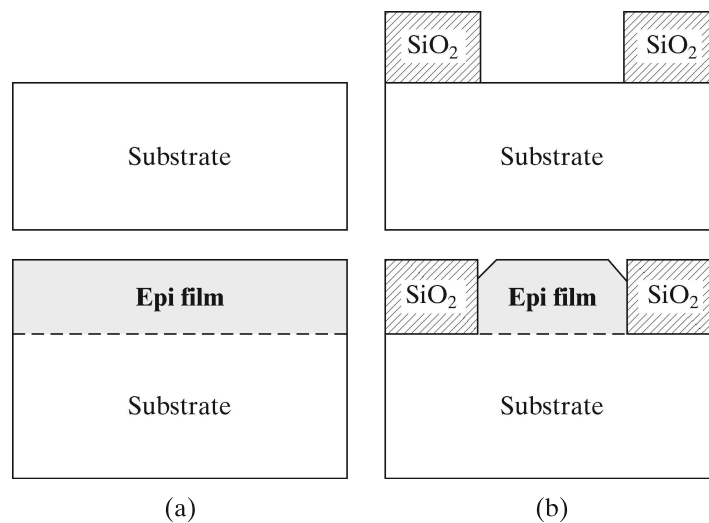 SiO₂ SiO₂
Substrate Substrate
Epi film SiO₂ Epi film SiO₂
Substrate Substrate
(a) (b)